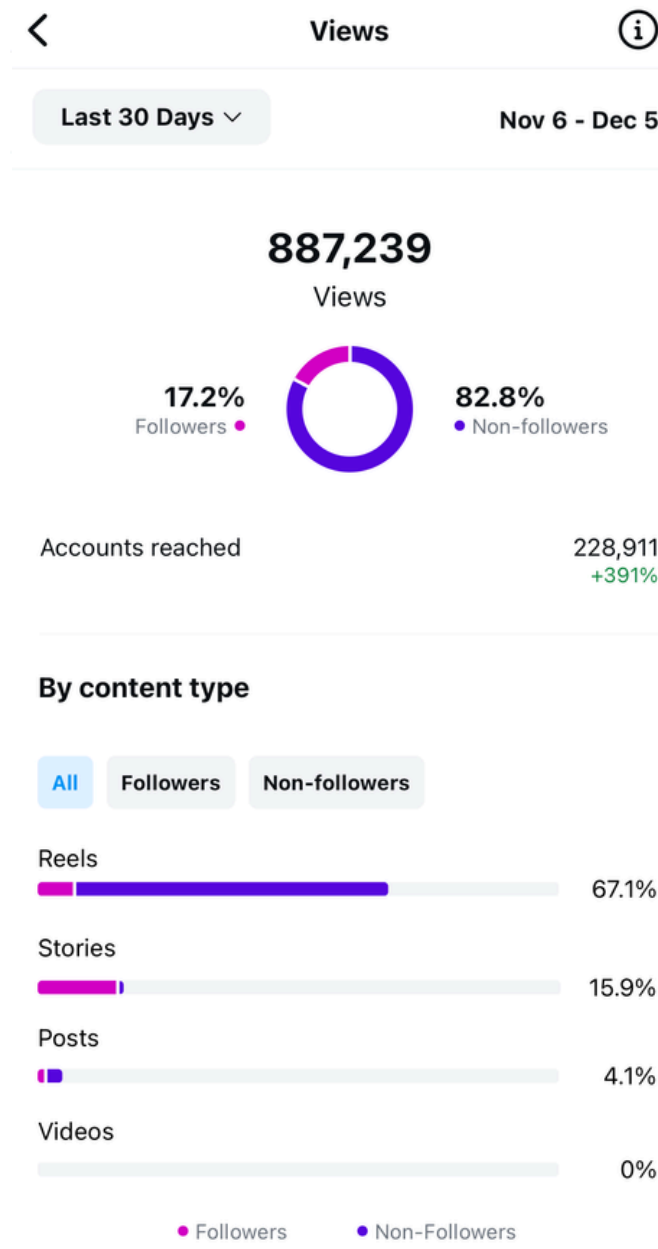 Views
Last 30 Days
Nov 6 - Dec 5
887,239
Views
17.2%
Followers
82.8%
Non-followers
Accounts reached
228,911
+391%
By content type
All
Followers
Non-followers
Reels
67.1%
Stories
15.9%
Posts
4.1%
Videos
0%
Followers
Non-Followers